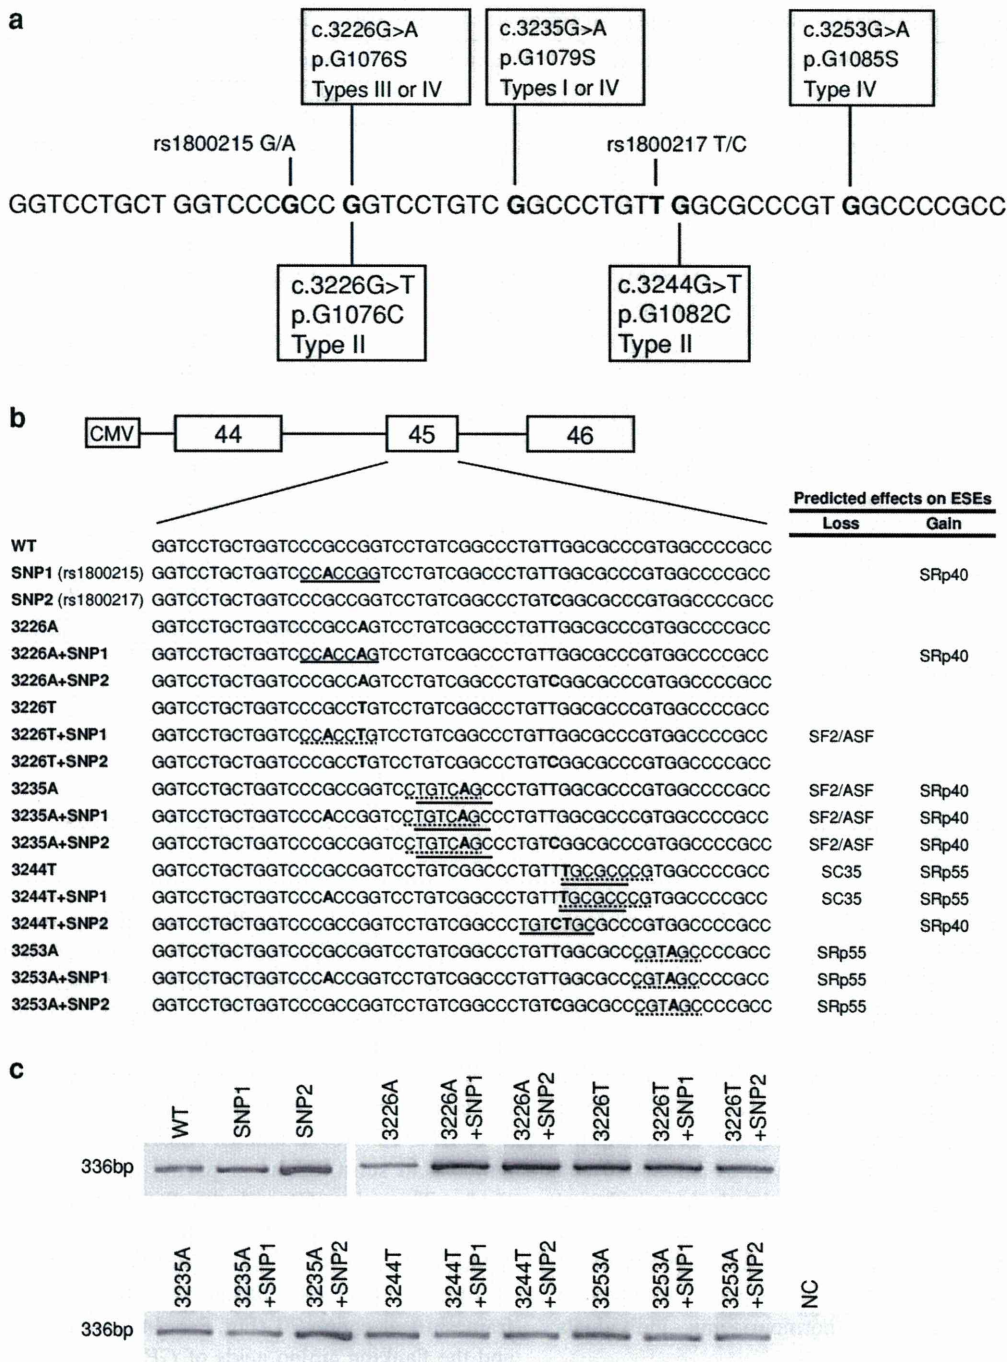 a
c.3226G>A
p.G1076S
Types III or IV
c.3235G>A
p.G1079S
Types I or IV
c.3253G>A
p.G1085S
Type IV
rs1800215 G/A
rs1800217 T/C
GGTCCTGCT GGTCCCGCC GGTCCTGTC GGCCCTGTT GGCGCCCGT GGCCCCGCC
c.3226G>T
p.G1076C
Type II
c.3244G>T
p.G1082C
Type II
b
CMV 44 45 46
Predicted effects on ESEs
Loss Gain
WT GGTCCTGCTGGTCCCGCCGGTCCTGTCGGCCCTGTTGGCGCCCGTGGCCCCGCC
SNP1 (rs1800215) GGTCCTGCTGGTCCCACCGGTCCTGTCGGCCCTGTTGGCGCCCGTGGCCCCGCC SRp40
SNP2 (rs1800217) GGTCCTGCTGGTCCCGCCGGTCCTGTCGGCCCTGTCGGCGCCCGTGGCCCCGCC
3226A GGTCCTGCTGGTCCCGCCAGTCCTGTCGGCCCTGTTGGCGCCCGTGGCCCCGCC
3226A+SNP1 GGTCCTGCTGGTCCCACCAGTCCTGTCGGCCCTGTTGGCGCCCGTGGCCCCGCC SRp40
3226A+SNP2 GGTCCTGCTGGTCCCGCCAGTCCTGTCGGCCCTGTCGGCGCCCGTGGCCCCGCC
3226T GGTCCTGCTGGTCCCGCCTGTCCTGTCGGCCCTGTTGGCGCCCGTGGCCCCGCC
3226T+SNP1 GGTCCTGCTGGTCCCACCTGTCCTGTCGGCCCTGTTGGCGCCCGTGGCCCCGCC SF2/ASF
3226T+SNP2 GGTCCTGCTGGTCCCGCCTGTCCTGTCGGCCCTGTCGGCGCCCGTGGCCCCGCC
3235A GGTCCTGCTGGTCCCGCCGGTCCTGTCAGCCCTGTTGGCGCCCGTGGCCCCGCC SF2/ASF SRp40
3235A+SNP1 GGTCCTGCTGGTCCCACCGGTCCTGTCAGCCCTGTTGGCGCCCGTGGCCCCGCC SF2/ASF SRp40
3235A+SNP2 GGTCCTGCTGGTCCCGCCGGTCCTGTCAGCCCTGTCGGCGCCCGTGGCCCCGCC SF2/ASF SRp40
3244T GGTCCTGCTGGTCCCGCCGGTCCTGTCGGCCCTGTTTGCGCCCGTGGCCCCGCC SC35 SRp55
3244T+SNP1 GGTCCTGCTGGTCCCACCGGTCCTGTCGGCCCTGTTTGCGCCCGTGGCCCCGCC SC35 SRp55
3244T+SNP2 GGTCCTGCTGGTCCCGCCGGTCCTGTCGGCCCTGTCTGCGCCCGTGGCCCCGCC SRp40
3253A GGTCCTGCTGGTCCCGCCGGTCCTGTCGGCCCTGTTGGCGCCCGTAGCCCCGCC SRp55
3253A+SNP1 GGTCCTGCTGGTCCCACCGGTCCTGTCGGCCCTGTTGGCGCCCGTAGCCCCGCC SRp55
3253A+SNP2 GGTCCTGCTGGTCCCGCCGGTCCTGTCGGCCCTGTCGGCGCCCGTAGCCCCGCC SRp55
c
WT
SNP1
SNP2
3226A
3226A
+SNP1
3226A
+SNP2
3226T
3226T
+SNP1
3226T
+SNP2
336bp
3235A
3235A
+SNP1
3235A
+SNP2
3244T
3244T
+SNP1
3244T
+SNP2
3253A
3253A
+SNP1
3253A
+SNP2
NC
336bp